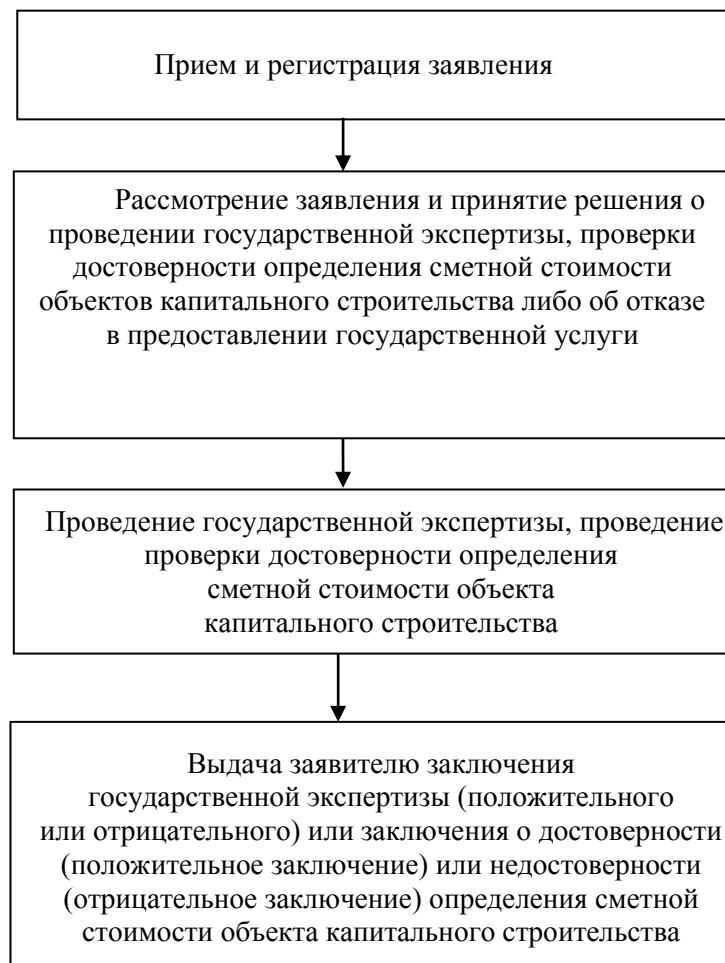 Прием и регистрация заявления
Рассмотрение заявления и принятие решения о
проведении государственной экспертизы, проверки
достоверности определения сметной стоимости
объектов капитального строительства либо об отказе
в предоставлении государственной услуги
Проведение государственной экспертизы, проведение
проверки достоверности определения
сметной стоимости объекта
капитального строительства
Выдача заявителю заключения
государственной экспертизы (положительного
или отрицательного) или заключения о достоверности
(положительное заключение) или недостоверности
(отрицательное заключение) определения сметной
стоимости объекта капитального строительства